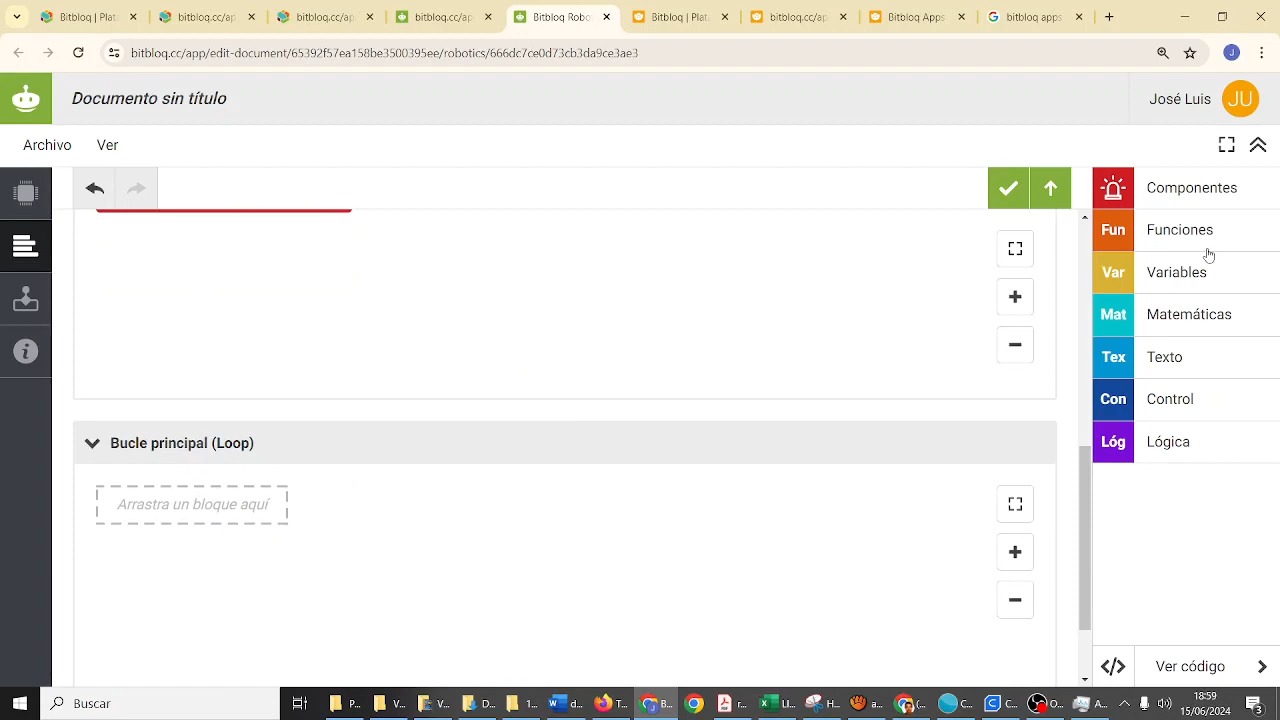 Bitbloq | Plat
bitbloq.cc/ap
bitbloq.cc/ap
bitbloq.cc/ap
Bitbloq Robo
Bitbloq | Plat
bitbloq.cc/ap
Bitbloq App
bitbloq apps
bitbloq.cc/app/edit-document/65392f57ea158be3500395ee/robotics/666dc7ce0d73cb3da9ce3ae3
J
Documento sin título
José Luis
JU
Archivo
Ver
Componentes
Fun
Funciones
Var
Variables
Mat
Matemáticas
Tex
Texto
Con
Control
Lóg
Lógica
Bucle principal (Loop)
Arrastra un bloque aquí
Ver código
Buscar
P...
V...
V...
D...
1...
d...
T...
B...
P...
L...
H...
B...
C...
C...
O...
A...
18:59
15/06/2024